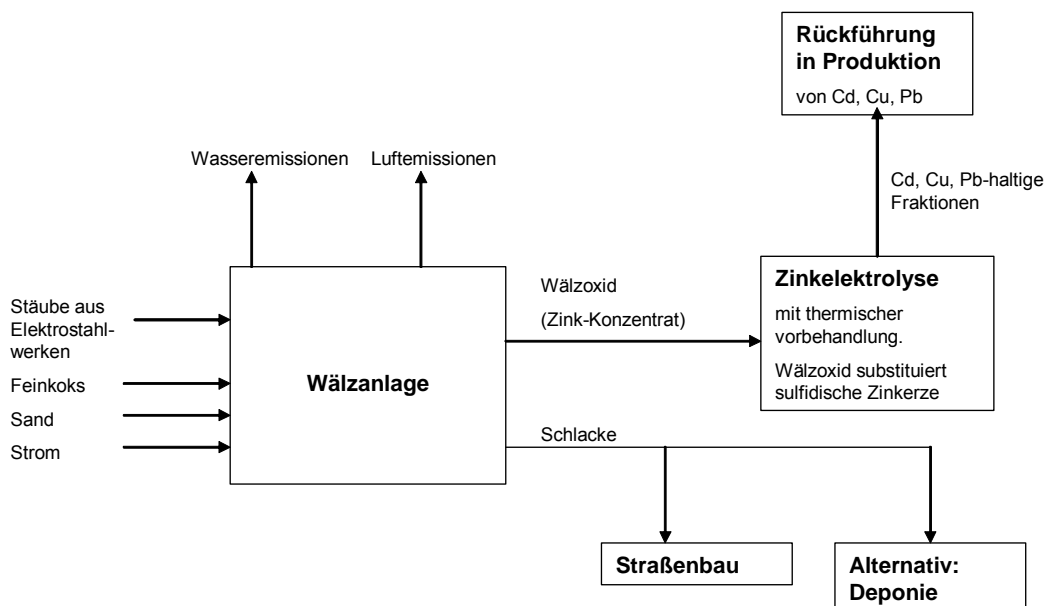 Rückführung
in Produktion
von Cd, Cu, Pb
Wasseremissionen
Luftemissionen
Cd, Cu, Pb-haltige
Fraktionen
Stäube aus
Elektrostahl-
werken
Feinkoks
Sand
Strom
Wälzanlage
Wälzoxid
(Zink-Konzentrat)
Zinkelektrolyse
mit thermischer
vorbehandlung.
Wälzoxid substituiert
sulfidische Zinkerze
Schlacke
Straßenbau
Alternativ:
Deponie